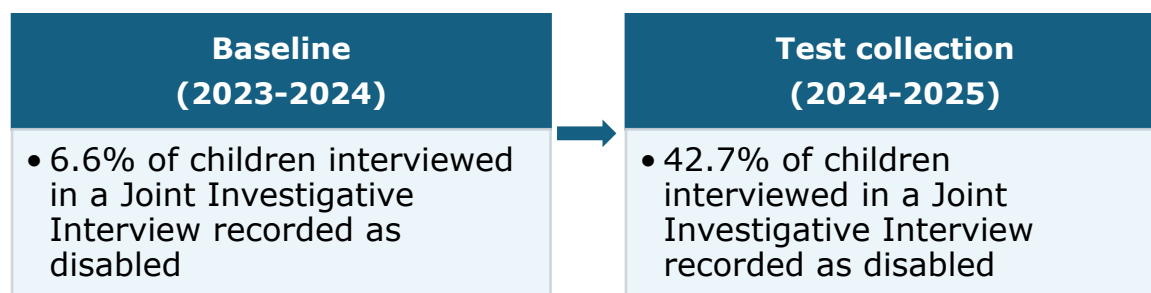 Baseline
(2023-2024)
• 6.6% of children interviewed
in a Joint Investigative
Interview recorded as
disabled
Test collection
(2024-2025)
• 42.7% of children
interviewed in a Joint
Investigative Interview
recorded as disabled